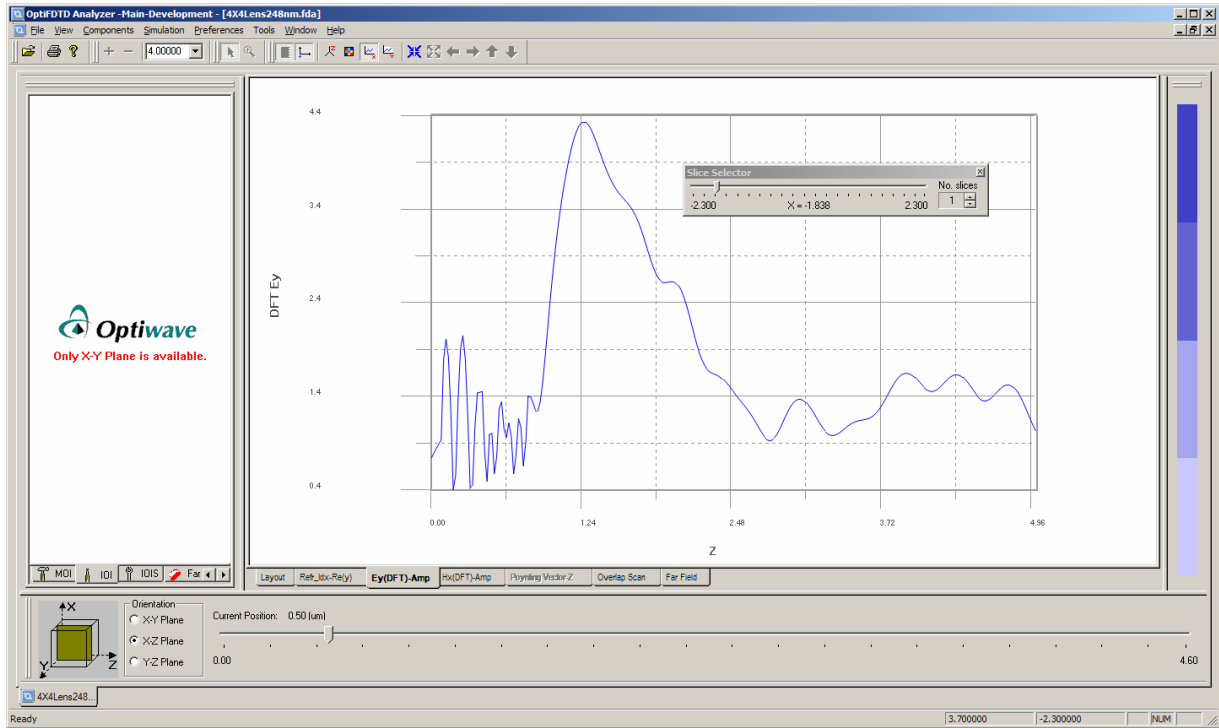 OptiFDTD Analyzer -Main-Development - [4X4Lens248nm.fda]
File View Components Simulation Preferences Tools Window Help
4.00000
4.4
3.4
2.4
1.4
0.4
DFT Ey
Slice Selector
No. slices
1
-2.300 X = -1.838 2.300
Optiwave
Only X-Y Plane is available.
0.00 1.24 2.48 3.72 4.96
Z
MOI IOI IOIS Far
Layout Refr_Idx-Re(y) Ey(DFT)-Amp Hx(DFT)-Amp Poynting Vector-Z Overlap Scan Far Field
X
Y
Z
Orientation
X-Y Plane
X-Z Plane
Y-Z Plane
Current Position: 0.50 (um)
0.00 4.60
4X4Lens248...
Ready 3.700000 -2.300000 NUM